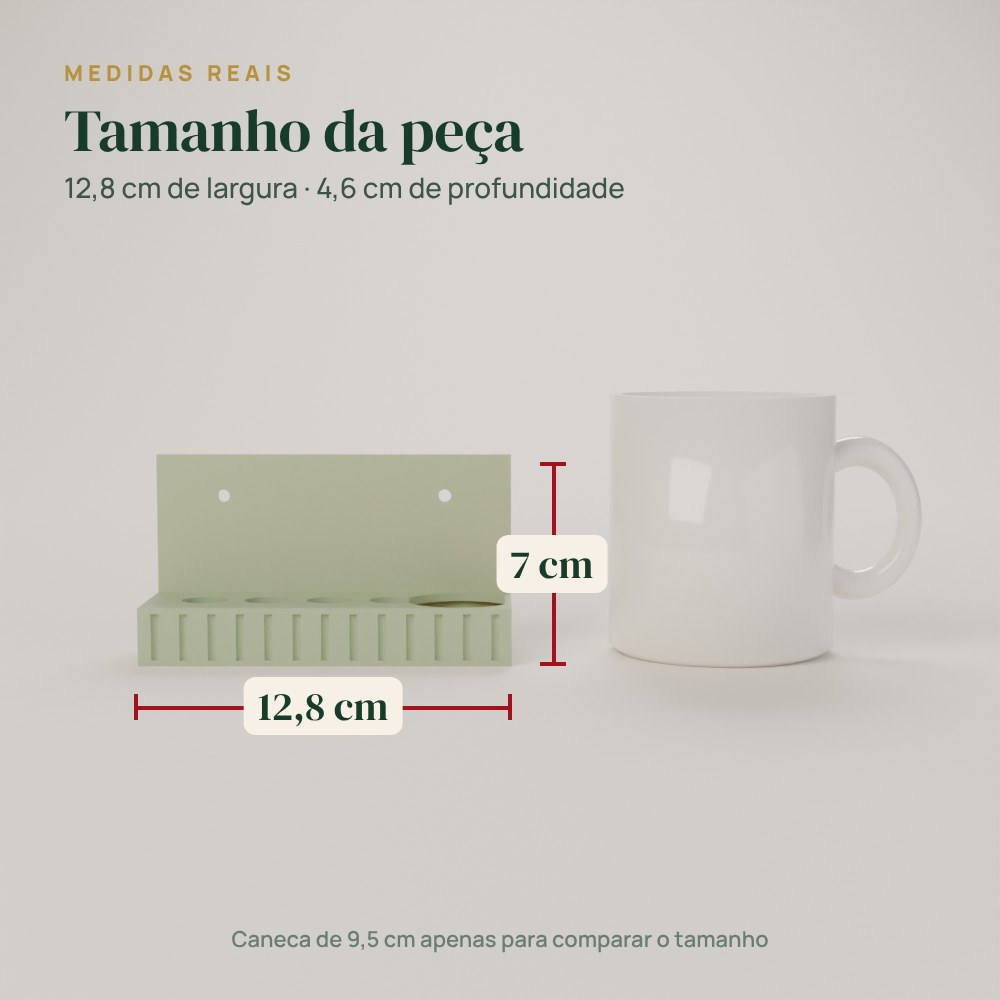 MEDIDAS REAIS
Tamanho da peça
12,8 cm de largura · 4,6 cm de profundidade
7 cm
12,8 cm
Caneca de 9,5 cm apenas para comparar o tamanho